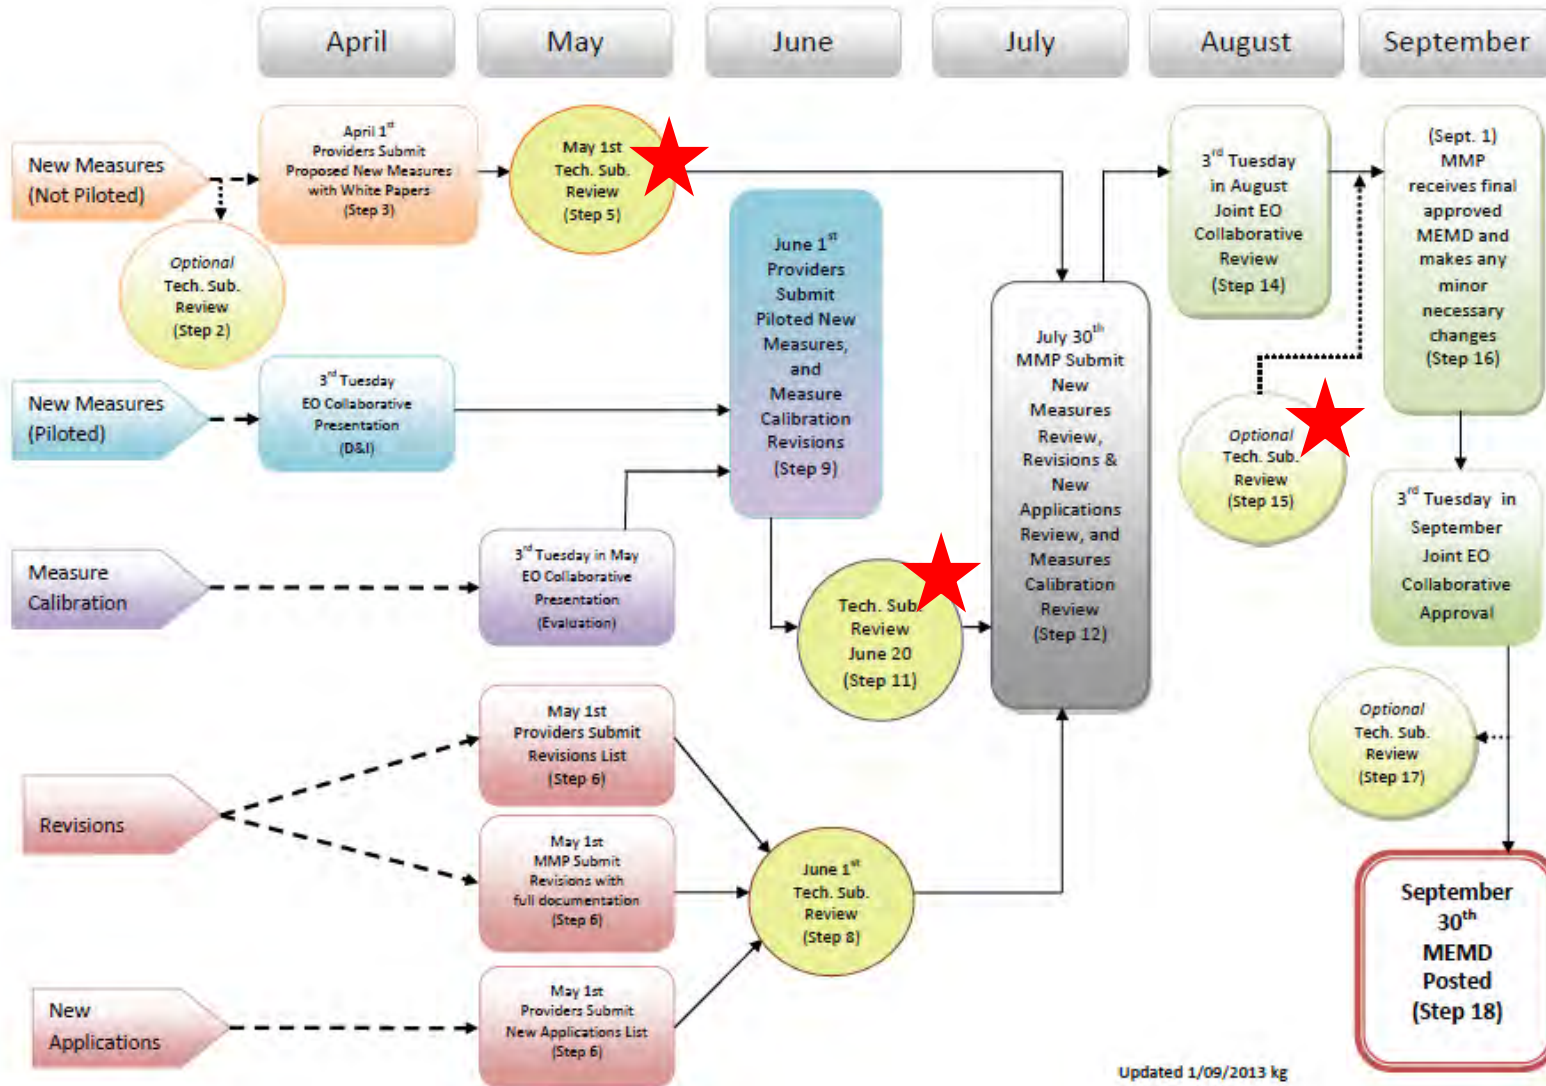 April
May
June
July
August
September
New Measures
(Not Piloted)
April 1st
Providers Submit
Proposed New Measures
with White Papers
(Step 3)
May 1st
Tech. Sub.
Review
(Step 5)
Optional
Tech. Sub.
Review
(Step 2)
June 1st
Providers
Submit
Piloted New
Measures,
and
Measure
Calibration
Revisions
(Step 9)
July 30th
MMP Submit
New
Measures
Review,
Revisions &
New
Applications
Review, and
Measures
Calibration
Review
(Step 12)
3rd Tuesday
in August
Joint EO
Collaborative
Review
(Step 14)
(Sept. 1)
MMP
receives final
approved
MEMD and
makes any
minor
necessary
changes
(Step 16)
New Measures
(Piloted)
3rd Tuesday
EO Collaborative
Presentation
(D&I)
Optional
Tech. Sub.
Review
(Step 15)
Measure
Calibration
3rd Tuesday in May
EO Collaborative
Presentation
(Evaluation)
Tech. Sub.
Review
June 20
(Step 11)
3rd Tuesday in
September
Joint EO
Collaborative
Approval
Optional
Tech. Sub.
Review
(Step 17)
Revisions
May 1st
Providers Submit
Revisions List
(Step 6)
May 1st
MMP Submit
Revisions with
full documentation
(Step 6)
June 1st
Tech. Sub.
Review
(Step 8)
New
Applications
May 1st
Providers Submit
New Applications List
(Step 6)
September
30th
MEMD
Posted
(Step 18)
Updated 1/09/2013 kg